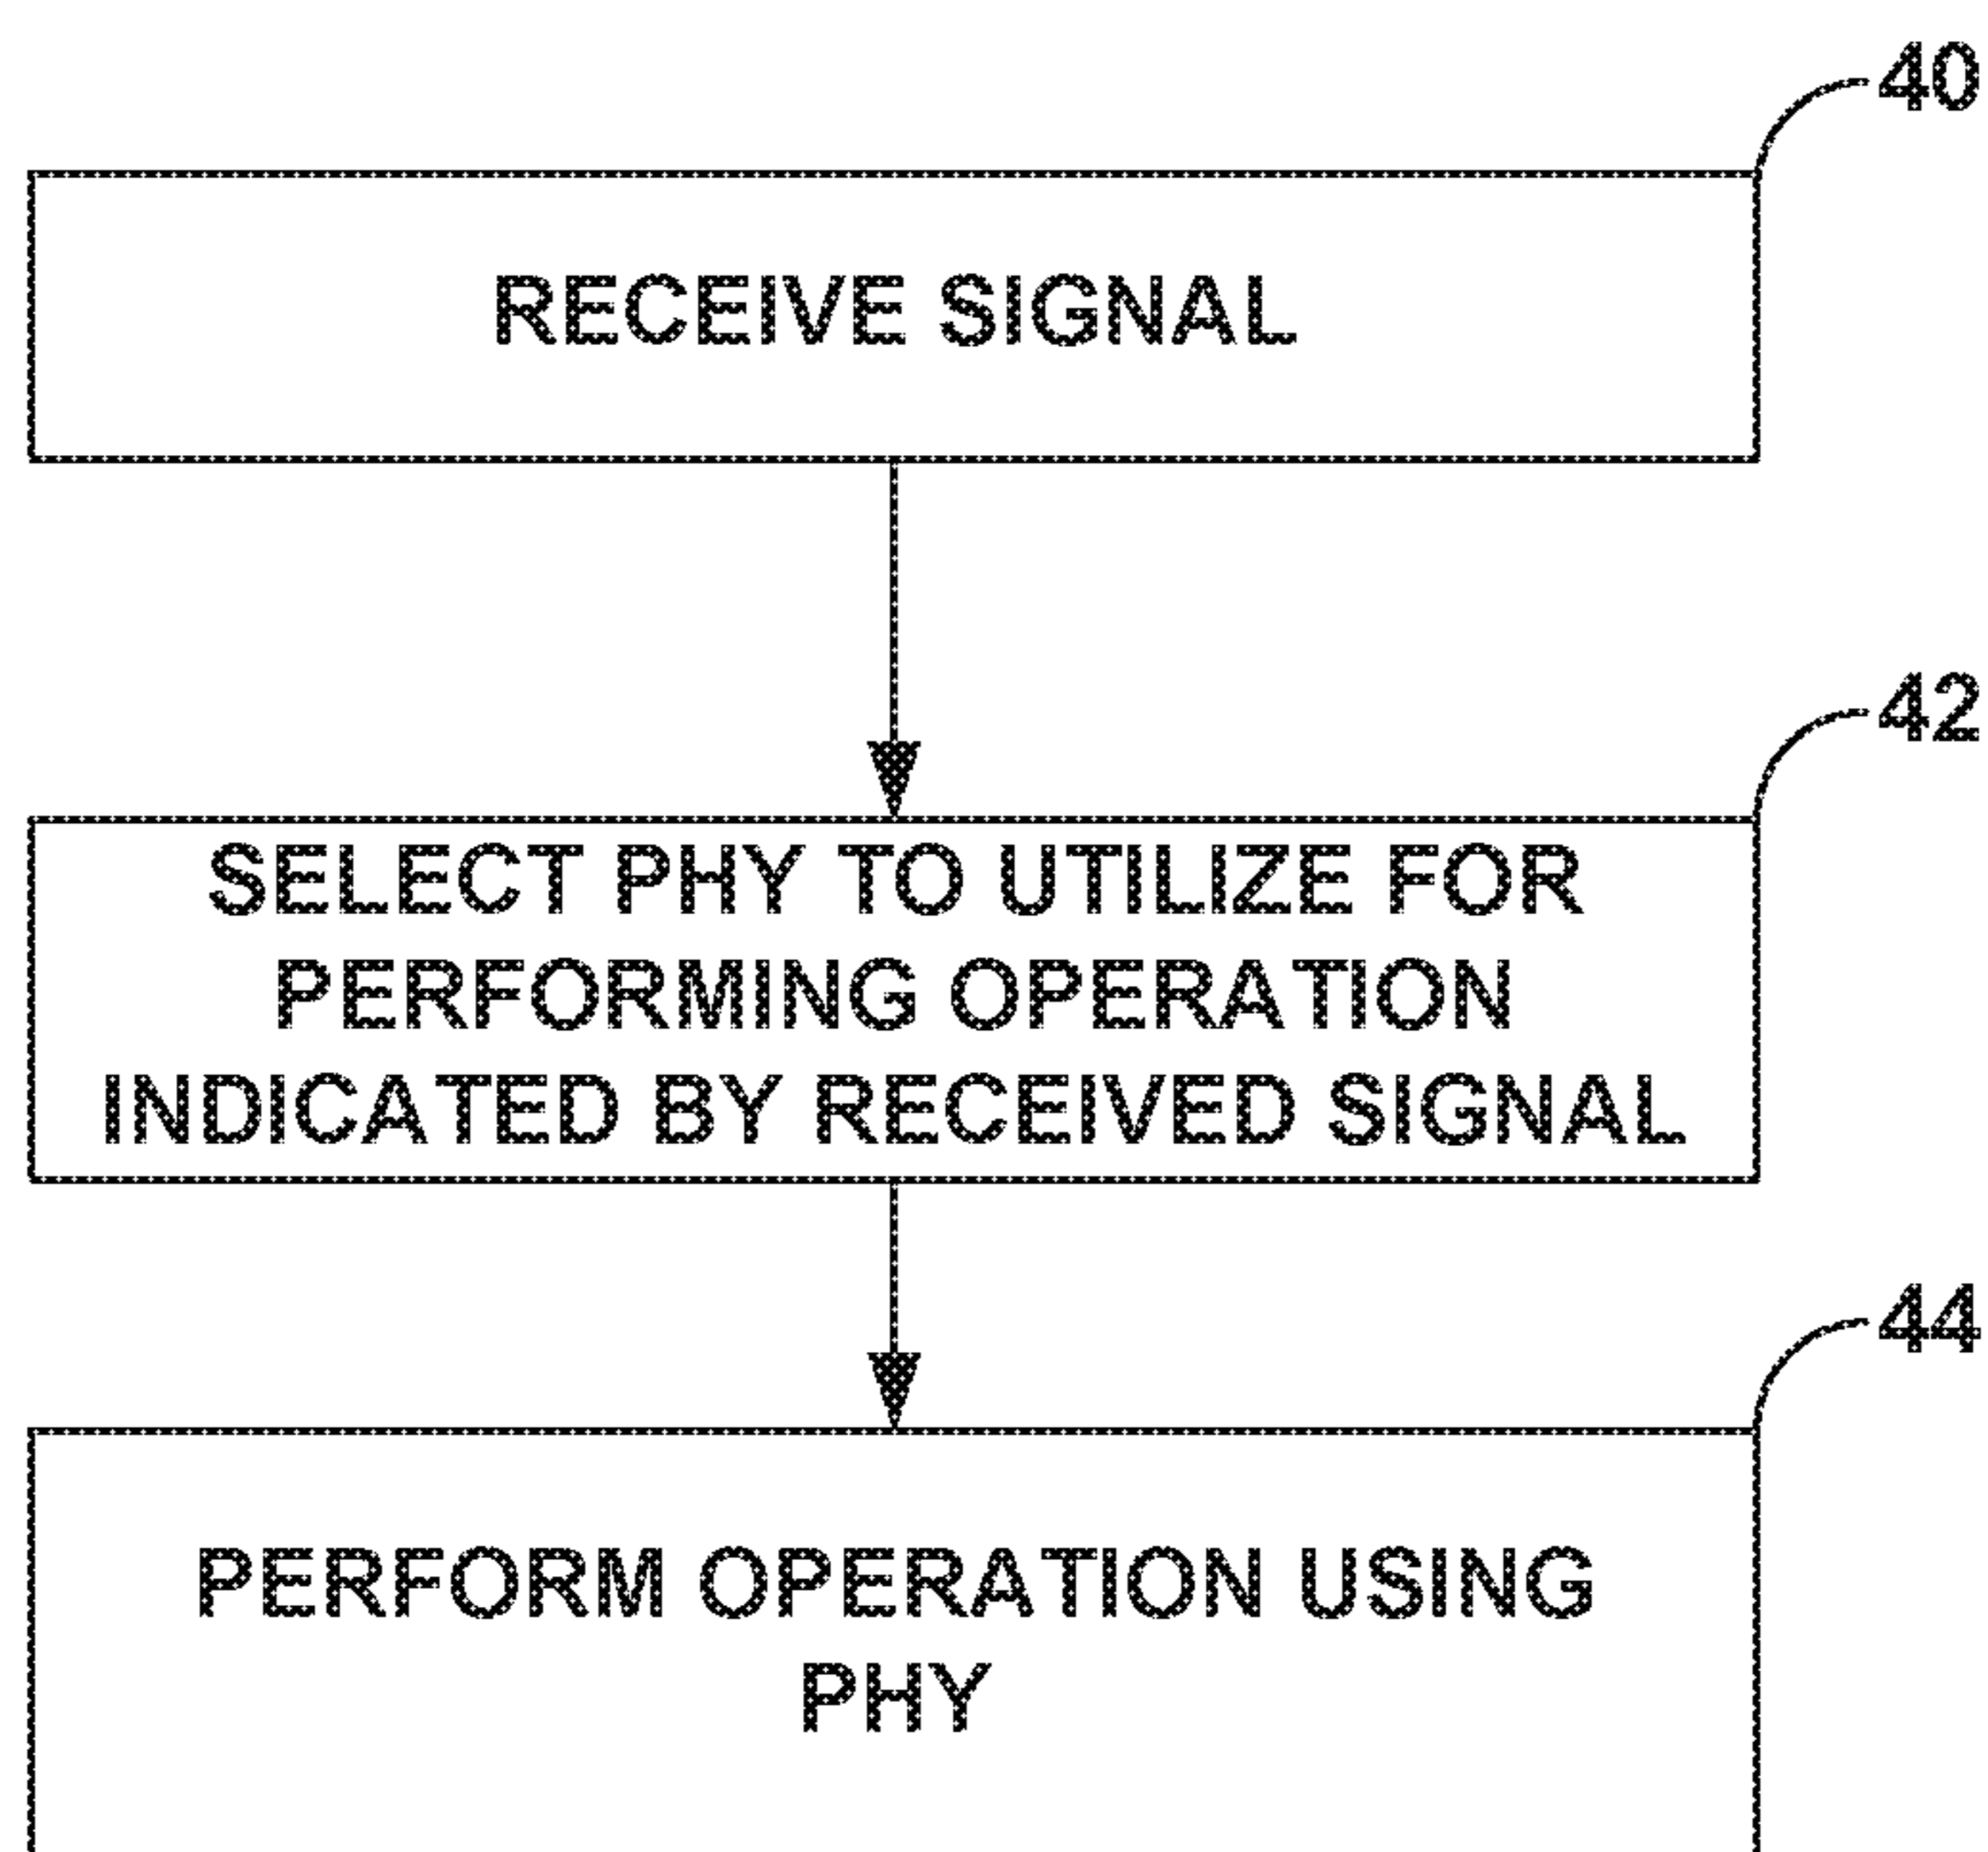 40
RECEIVE SIGNAL
42
SELECT PHY TO UTILIZE FOR
PERFORMING OPERATION
INDICATED BY RECEIVED SIGNAL
44
PERFORM OPERATION USING
PHY